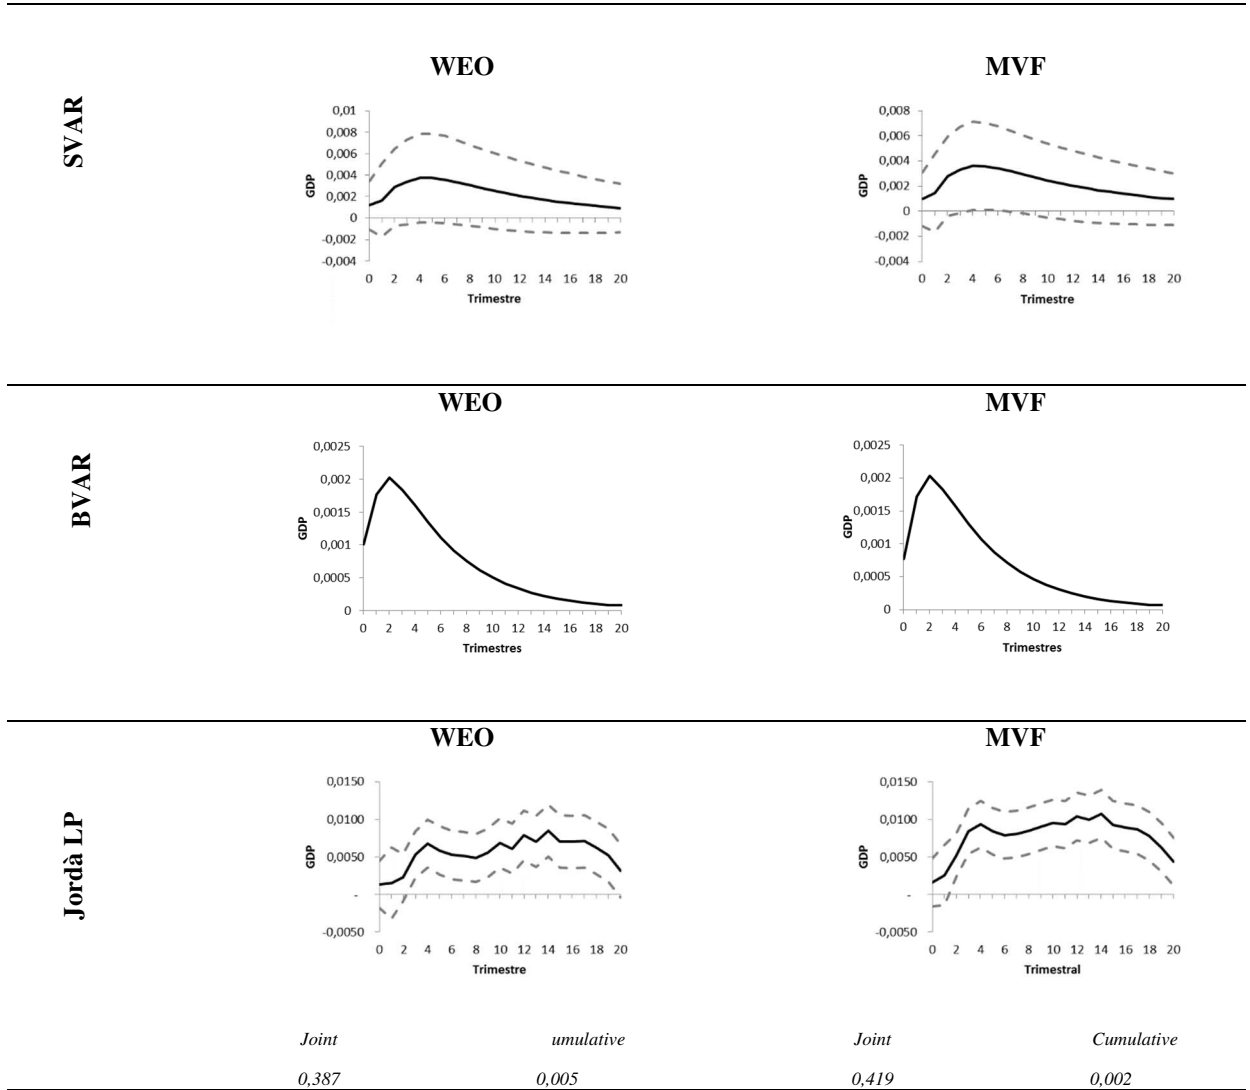 SVAR
WEO
0,01
0,008
0,006
0,004
0,002
0
-0,002
-0,004
GDP
0 2 4 6 8 10 12 14 16 18 20
Trimestre
MVF
0,008
0,006
0,004
0,002
0
-0,002
-0,004
GDP
0 2 4 6 8 10 12 14 16 18 20
Trimestre
BVAR
WEO
0,0025
0,002
0,0015
0,001
0,0005
0
GDP
0 2 4 6 8 10 12 14 16 18 20
Trimestres
MVF
0,0025
0,002
0,0015
0,001
0,0005
0
GDP
0 2 4 6 8 10 12 14 16 18 20
Trimestres
Jordà LP
WEO
0,0150
0,0100
0,0050
-
-0,0050
GDP
0 2 4 6 8 10 12 14 16 18 20
Trimestre
MVF
0,0150
0,0100
0,0050
-
-0,0050
GDP
0 2 4 6 8 10 12 14 16 18 20
Trimestral
Joint umulative Joint Cumulative
0,387 0,005 0,419 0,002